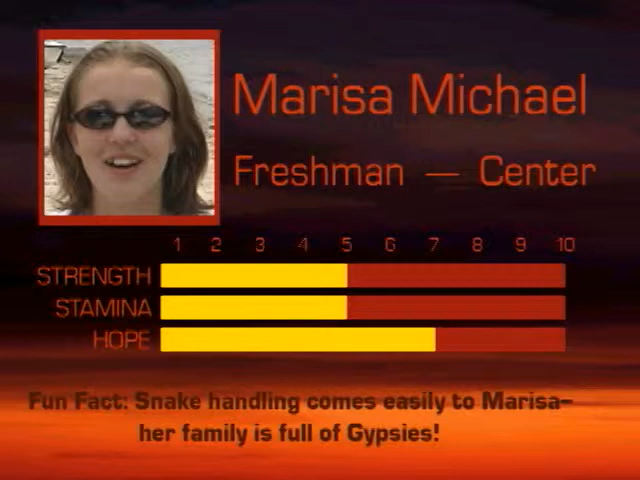 Marisa Michael
Freshman — Center
1 2 3 4 5 6 7 8 9 10
STRENGTH
STAMINA
HOPE
Fun Fact: Snake handling comes easily to Marisa–
her family is full of Gypsies!